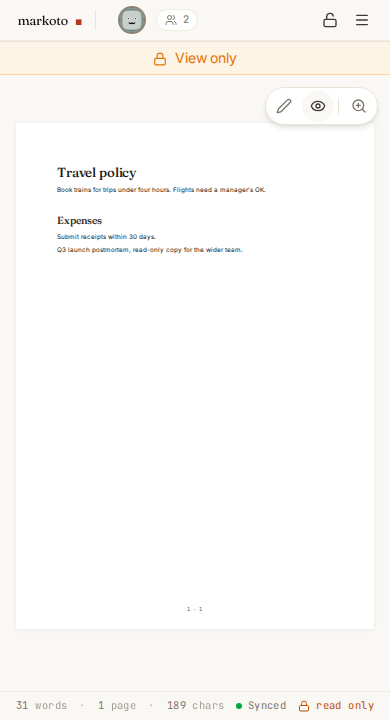 markoto
2
View only
Travel policy
Book trains for trips under four hours. Flights need a manager's OK.
Expenses
Submit receipts within 30 days.
Q3 launch postmortem, read-only copy for the wider team.
1 - 1
31 words · 1 page · 189 chars Synced read only